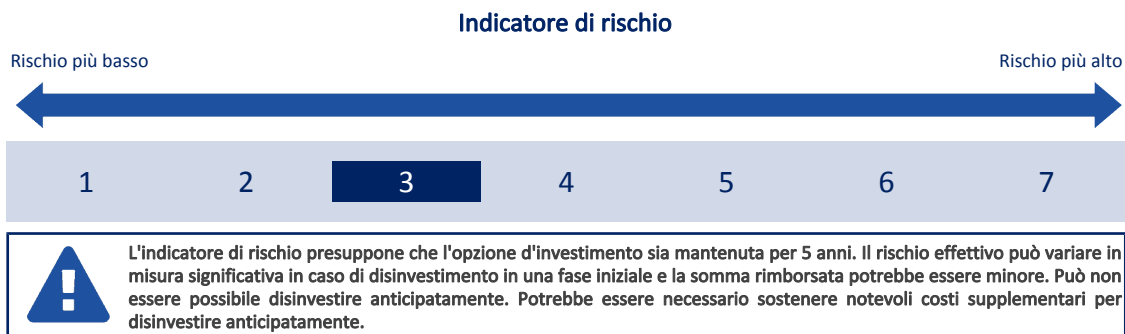 Indicatore di rischio
Rischio più basso
Rischio più alto
1 2 3 4 5 6 7
L'indicatore di rischio presuppone che l'opzione d'investimento sia mantenuta per 5 anni. Il rischio effettivo può variare in
misura significativa in caso di disinvestimento in una fase iniziale e la somma rimborsata potrebbe essere minore. Può non
essere possibile disinvestire anticipatamente. Potrebbe essere necessario sostenere notevoli costi supplementari per
disinvestire anticipatamente.